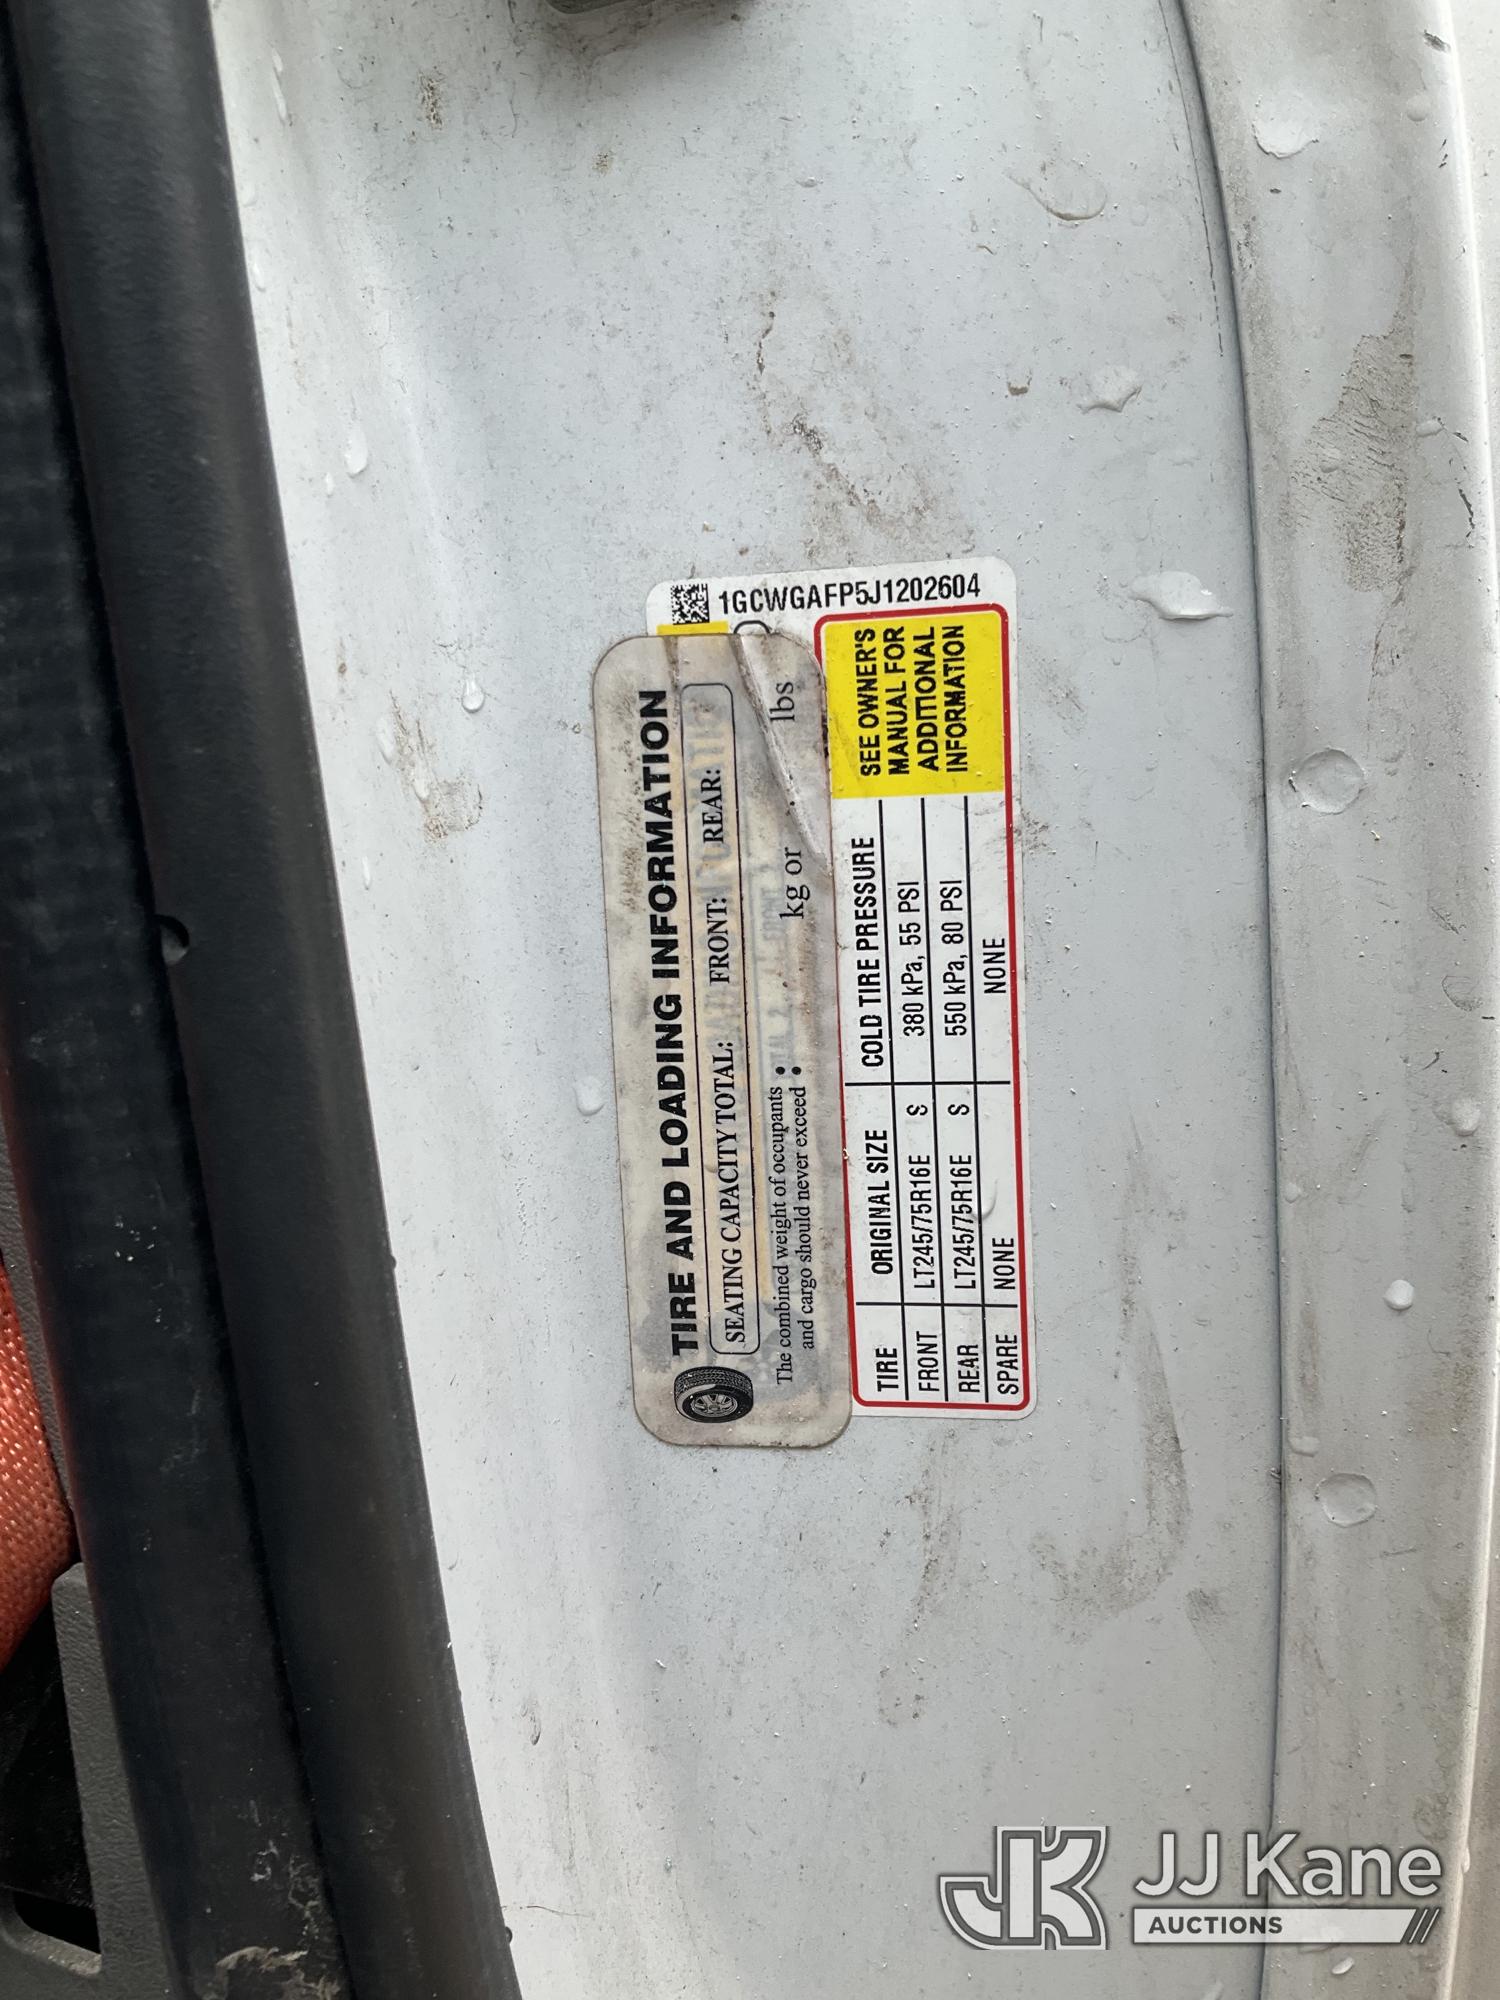 1GCWGAFP5J1202604
TIRE AND LOADING INFORMATION
SEATING CAPACITY TOTAL: FRONT: REAR:
The combined weight of occupants :
and cargo should never exceed : kg or lbs
TIRE ORIGINAL SIZE COLD TIRE PRESSURE
FRONT LT245/75R16E S 380 kPa, 55 PSI
REAR LT245/75R16E S 550 kPa, 80 PSI
SPARE NONE NONE
SEE OWNER'S
MANUAL FOR
ADDITIONAL
INFORMATION
JK JJ Kane
AUCTIONS